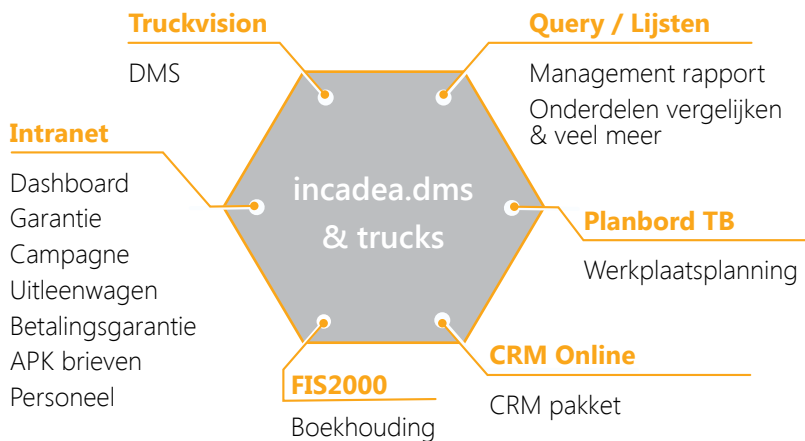 Truckvision
DMS
Query / Lijsten
Management rapport
Onderdelen vergelijken
& veel meer
Intranet
Dashboard
Garantie
Campagne
Uitleenwagen
Betalingsgarantie
APK brieven
Personeel
incadea.dms
& trucks
Planbord TB
Werkplaatsplanning
CRM Online
CRM pakket
FIS2000
Boekhouding